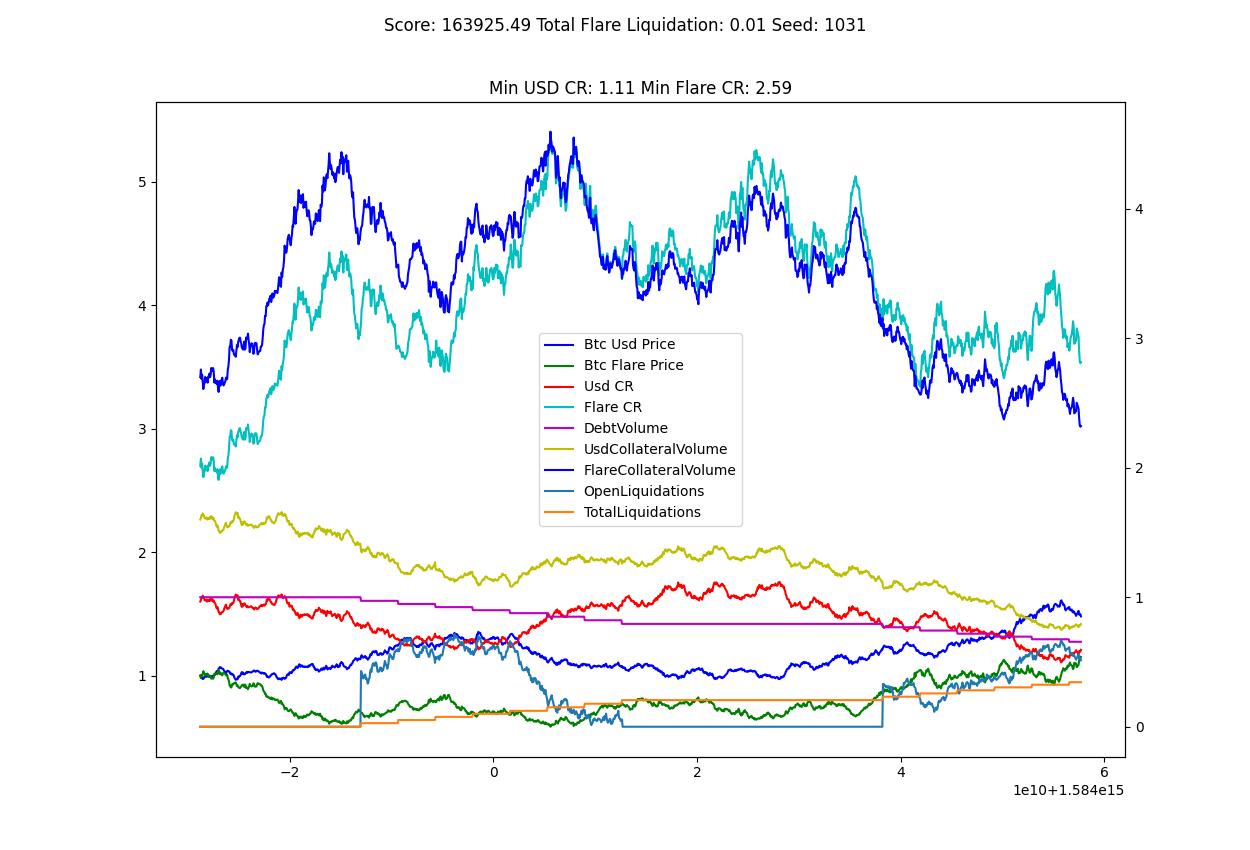 Score: 163925.49 Total Flare Liquidation: 0.01 Seed: 1031
Min USD CR: 1.11 Min Flare CR: 2.59
5
4
3
2
1
4
3
2
1
0
Btc Usd Price
Btc Flare Price
Usd CR
Flare CR
DebtVolume
UsdCollateralVolume
FlareCollateralVolume
OpenLiquidations
TotalLiquidations
−2 0 2 4 6
1e10+1.584e15